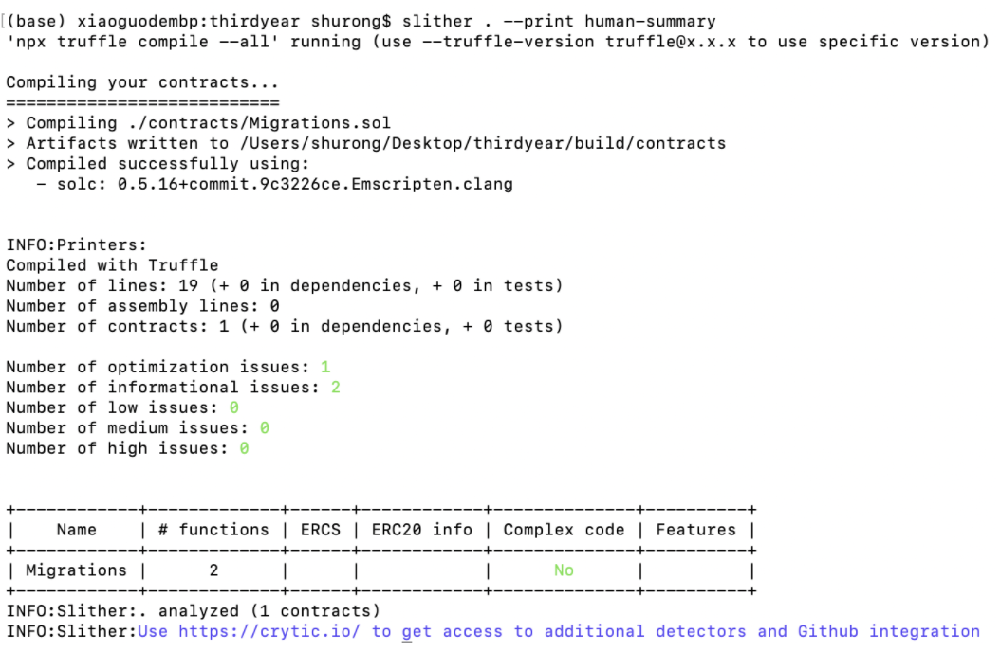 [(base) xiaoguodembp:thirdyear shurong$ slither . --print human-summary
'npx truffle compile --all' running (use --truffle-version truffle@x.x.x to use specific version)
Compiling your contracts...
===========================
> Compiling ./contracts/Migrations.sol
> Artifacts written to /Users/shurong/Desktop/thirdyear/build/contracts
> Compiled successfully using:
   - solc: 0.5.16+commit.9c3226ce.Emscripten.clang
INFO:Printers:
Compiled with Truffle
Number of lines: 19 (+ 0 in dependencies, + 0 in tests)
Number of assembly lines: 0
Number of contracts: 1 (+ 0 in dependencies, + 0 tests)
Number of optimization issues: 1
Number of informational issues: 2
Number of low issues: 0
Number of medium issues: 0
Number of high issues: 0
+------------+-------------+------+------------+--------------+----------+
|    Name    | # functions | ERCS | ERC20 info | Complex code | Features |
+------------+-------------+------+------------+--------------+----------+
| Migrations |      2      |      |            |      No      |          |
+------------+-------------+------+------------+--------------+----------+
INFO:Slither:. analyzed (1 contracts)
INFO:Slither:Use https://crytic.io/ to get access to additional detectors and Github integration